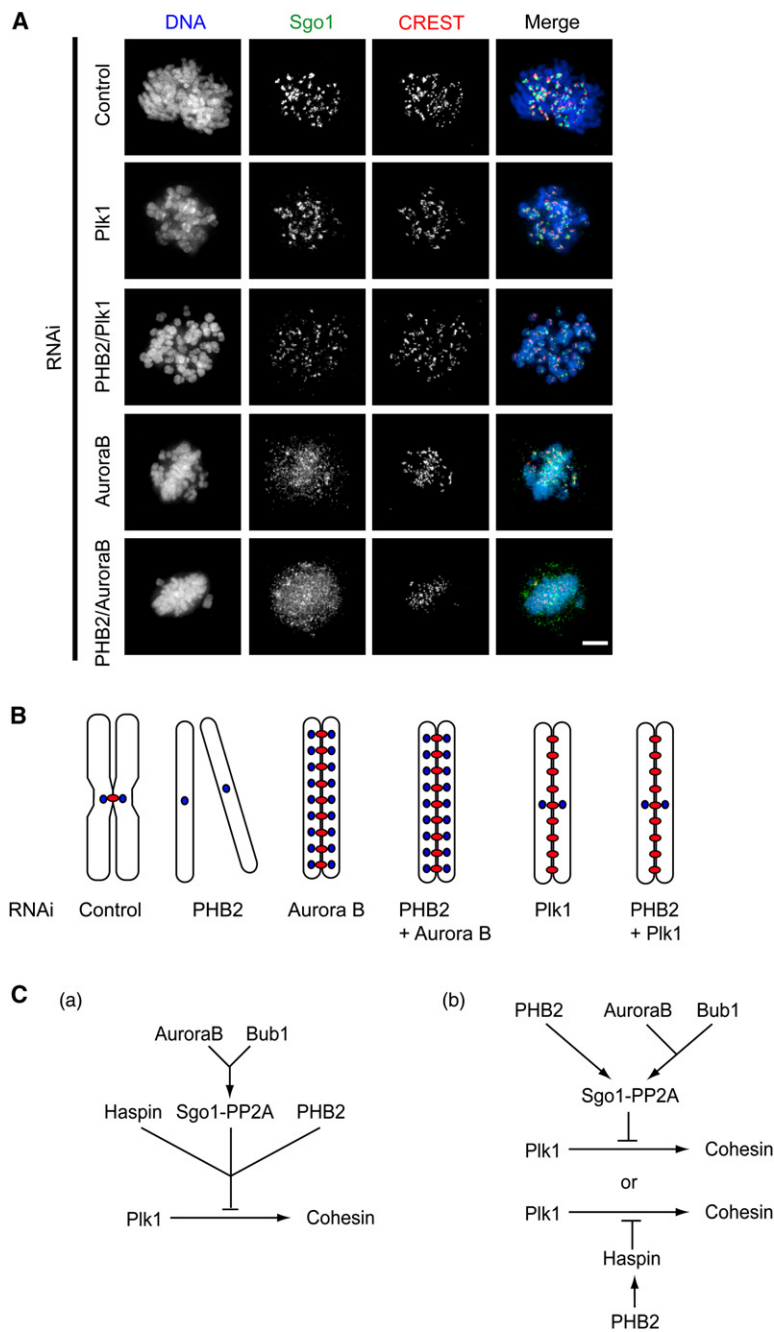 A
DNA Sgo1 CREST Merge
RNAi
Control
Plk1
PHB2/Plk1
AuroraB
PHB2/AuroraB
B
RNAi Control PHB2 Aurora B PHB2 Plk1 PHB2
+ Aurora B + Plk1
C
(a)
AuroraB Bub1
Haspin Sgo1-PP2A PHB2
Plk1 Cohesin
(b)
PHB2 AuroraB Bub1
Sgo1-PP2A
Plk1 Cohesin
or
Plk1 Cohesin
Haspin
PHB2